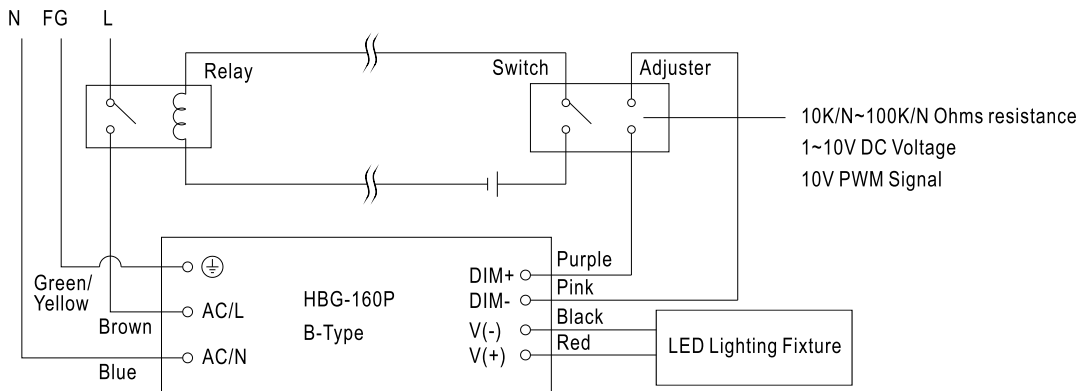 N FG L
Relay
Switch
Adjuster
10K/N~100K/N Ohms resistance
1~10V DC Voltage
10V PWM Signal
Green/
Yellow
Brown
Blue
AC/L
AC/N
HBG-160P
B-Type
DIM+
DIM-
V(-)
V(+)
Purple
Pink
Black
Red
LED Lighting Fixture